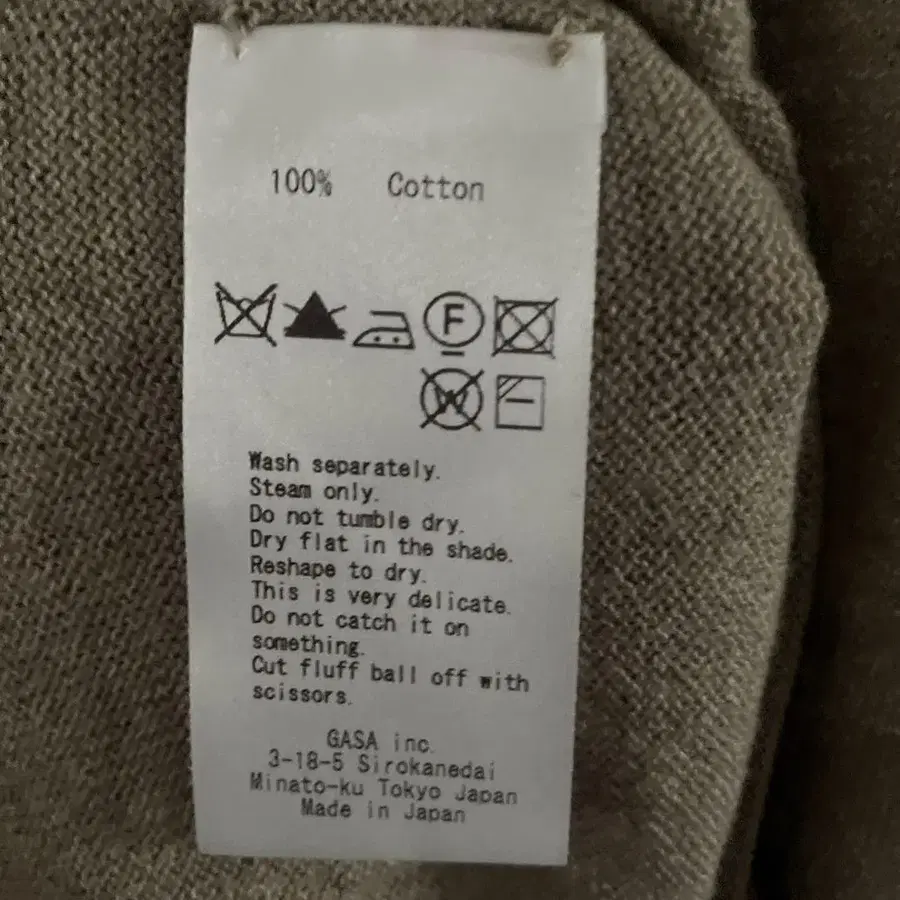 100% Cotton
F
W
Wash separately.
Steam only.
Do not tumble dry.
Dry flat in the shade.
Reshape to dry.
This is very delicate.
Do not catch it on
something.
Cut fluff ball off with
scissors.
GASA inc.
3-18-5 Sirokanedai
Minato-ku Tokyo Japan
Made in Japan